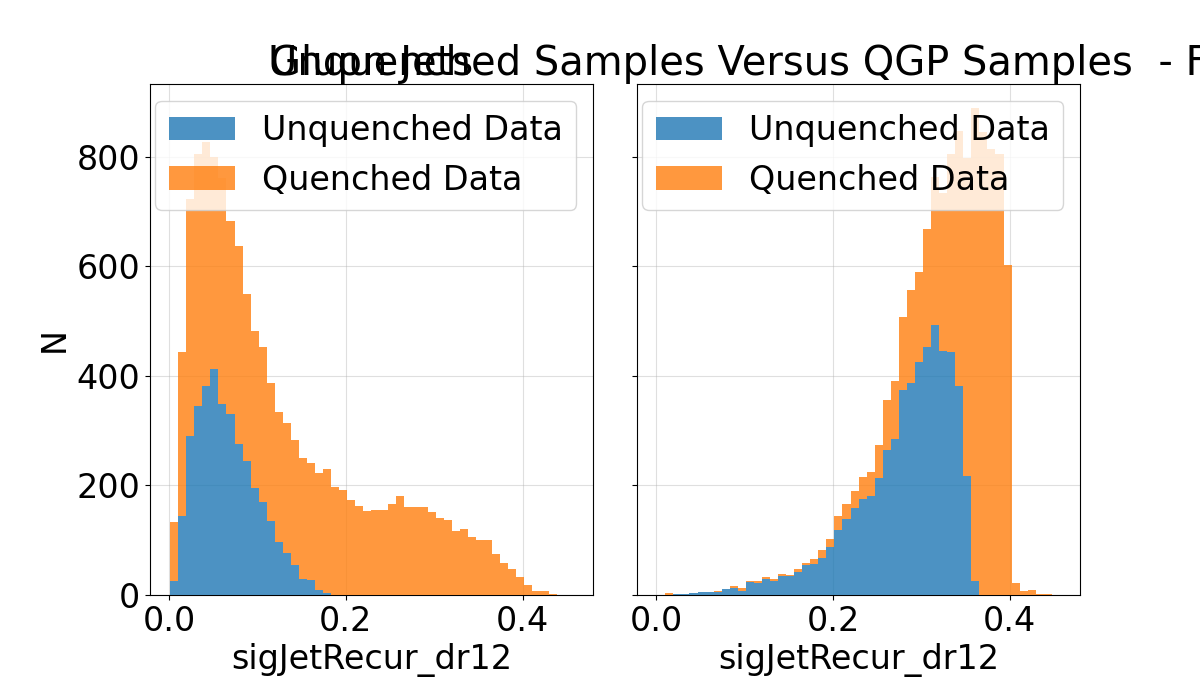 Gluon Jets
Unquenched Samples Versus QGP Samples - F
Unquenched Data
Quenched Data
Unquenched Data
Quenched Data
N
800
600
400
200
0
0.0 0.2 0.4
0.0 0.2 0.4
sigJetRecur_dr12
sigJetRecur_dr12